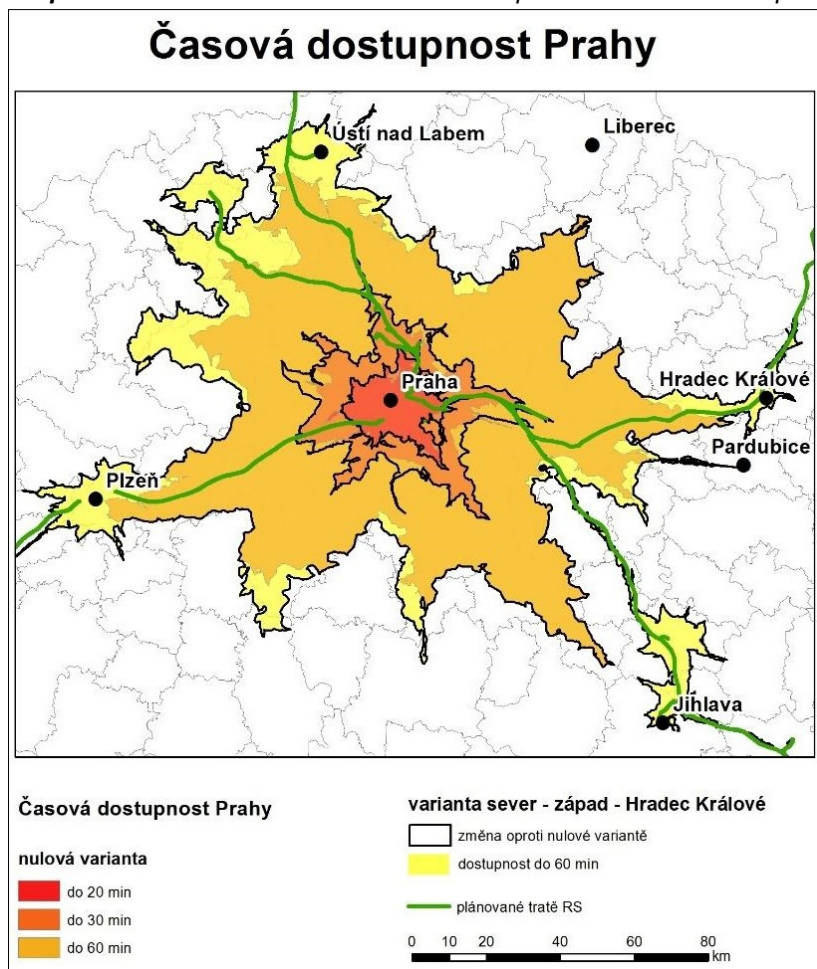 Časová dostupnost Prahy
Ústí nad Labem
Liberec
Praha
Hradec Králové
Pardubice
Plzeň
Jihlava
Časová dostupnost Prahy
nulová varianta
do 20 min
do 30 min
do 60 min
varianta sever - západ - Hradec Králové
změna oproti nulové variantě
dostupnost do 60 min
plánované tratě RS
0 10 20 40 60 80
km